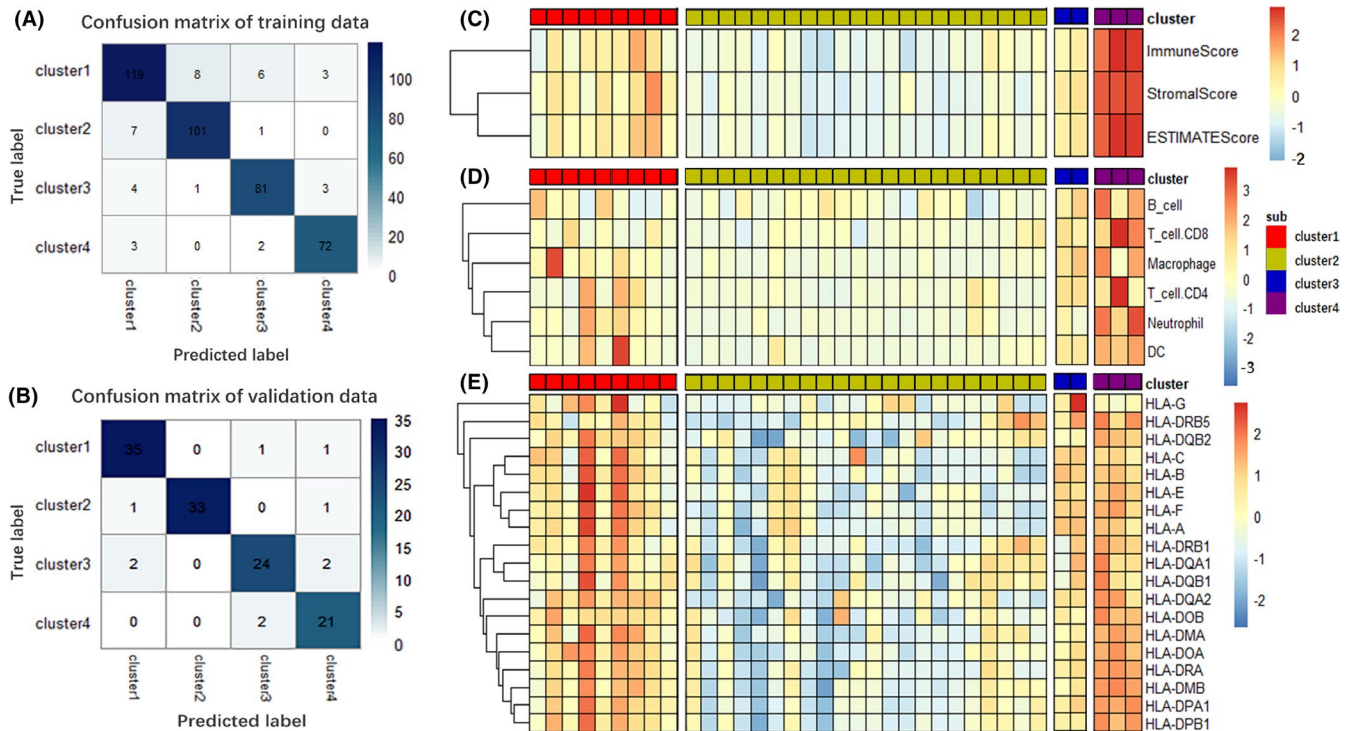 (A)
Confusion matrix of training data
cluster1 119 8 6 3
cluster2 7 101 1 0
cluster3 4 1 81 3
cluster4 3 0 2 72
cluster1 cluster2 cluster3 cluster4
True label
Predicted label
100
80
60
40
20
0
(B)
Confusion matrix of validation data
cluster1 35 0 1 1
cluster2 1 33 0 1
cluster3 2 0 24 2
cluster4 0 0 2 21
cluster1 cluster2 cluster3 cluster4
True label
Predicted label
35
30
25
20
15
10
5
0
(C)
cluster
ImmuneScore
StromalScore
ESTIMATEScore
2
1
0
-1
-2
(D)
cluster
B_cell
T_cell.CD8
Macrophage
T_cell.CD4
Neutrophil
DC
3
2
1
0
-1
-2
-3
sub
cluster1
cluster2
cluster3
cluster4
(E)
cluster
HLA-G
HLA-DRB5
HLA-DQB2
HLA-C
HLA-B
HLA-E
HLA-F
HLA-A
HLA-DRB1
HLA-DQA1
HLA-DQB1
HLA-DQA2
HLA-DOB
HLA-DMA
HLA-DOA
HLA-DRA
HLA-DMB
HLA-DPA1
HLA-DPB1
2
1
0
-1
-2